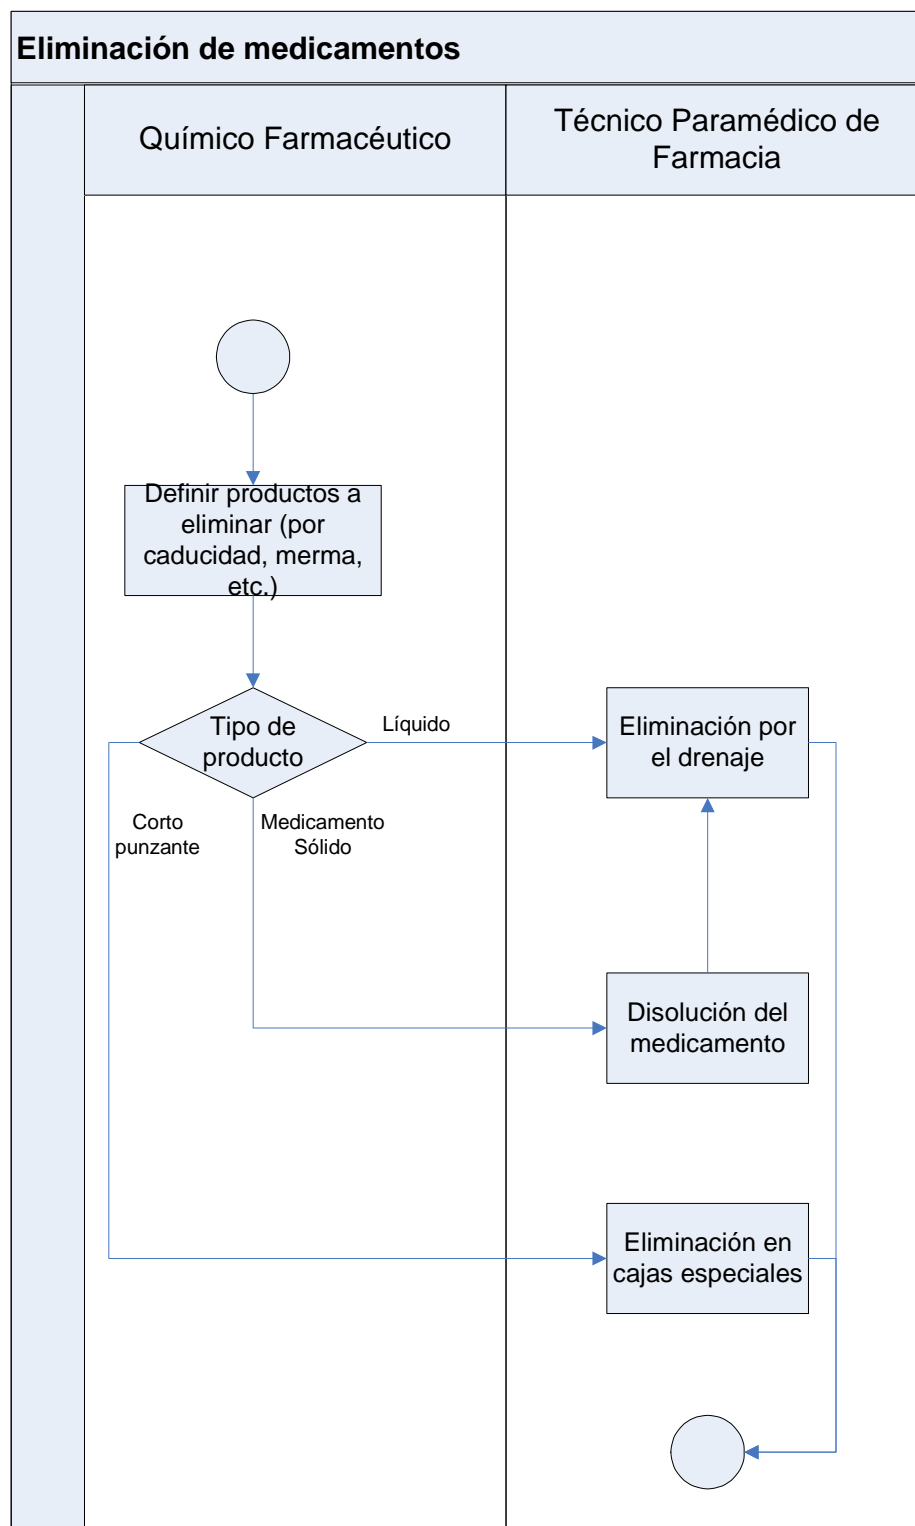 Eliminación de medicamentos
Químico Farmacéutico
Técnico Paramédico de
Farmacia
Definir productos a
eliminar (por
caducidad, merma,
etc.)
Tipo de
producto
Líquido
Eliminación por
el drenaje
Corto
punzante
Medicamento
Sólido
Disolución del
medicamento
Eliminación en
cajas especiales